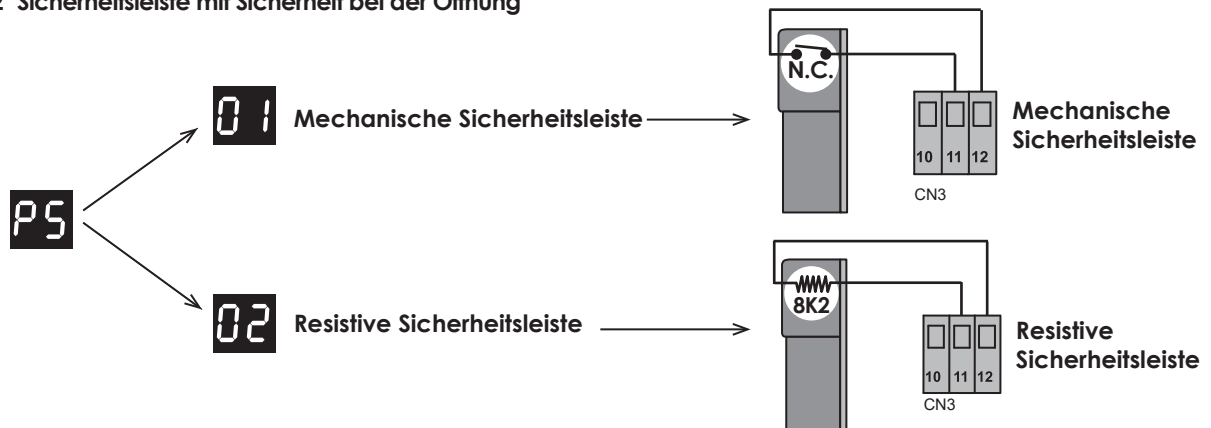 Sicherheitsleiste mit Sicherheit bei der Öffnung
01 Mechanische Sicherheitsleiste
N.C.
10 11 12
CN3
Mechanische
Sicherheitsleiste
P5
02 Resistive Sicherheitsleiste
8K2
10 11 12
CN3
Resistive
Sicherheitsleiste